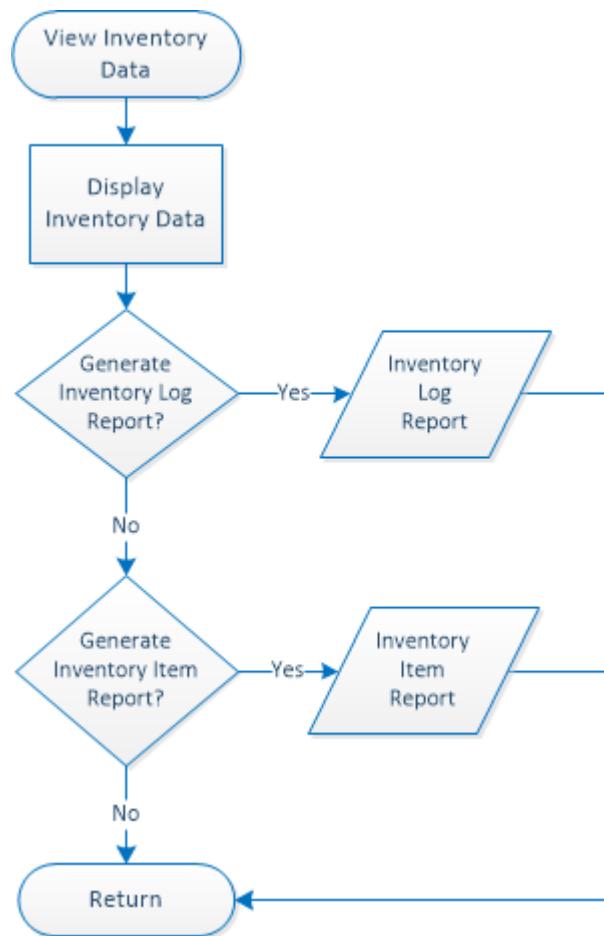 View Inventory
Data
Display
Inventory Data
Generate
Inventory Log
Report?
Yes
Inventory
Log
Report
No
Generate
Inventory Item
Report?
Yes
Inventory
Item
Report
No
Return